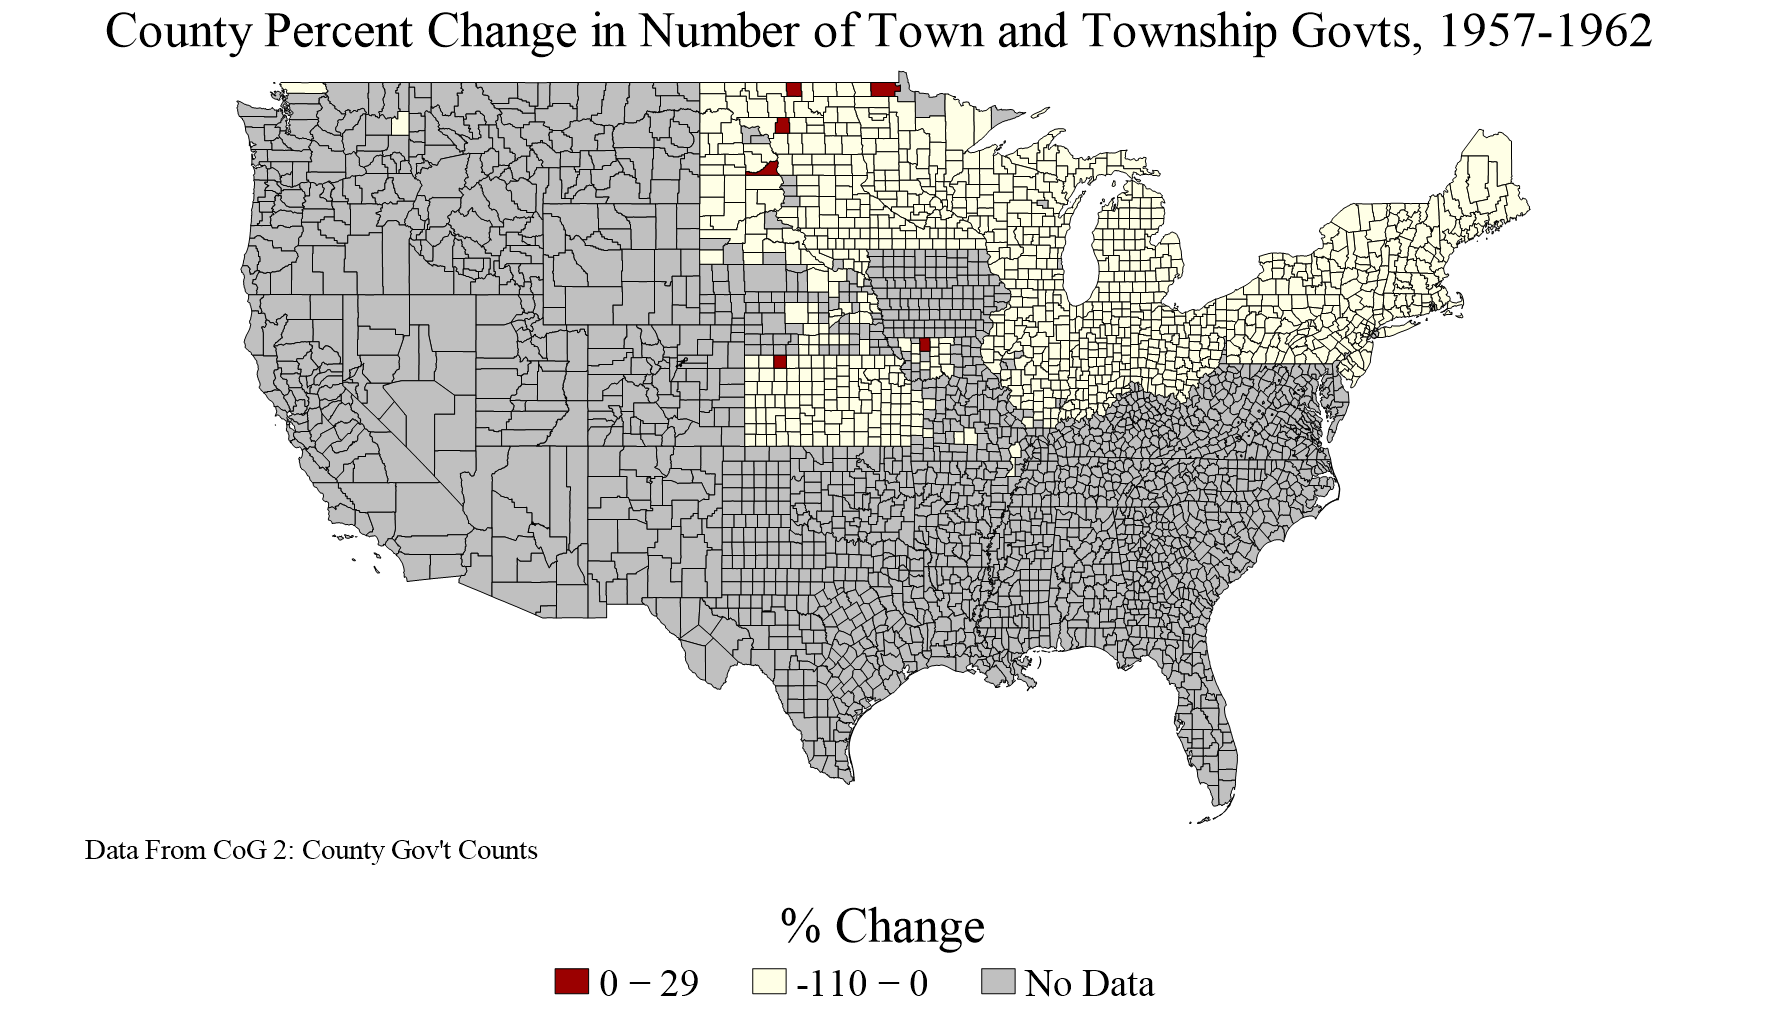 County Percent Change in Number of Town and Township Govts, 1957-1962
Data From CoG 2: County Gov't Counts
% Change
0 – 29
-110 – 0
No Data